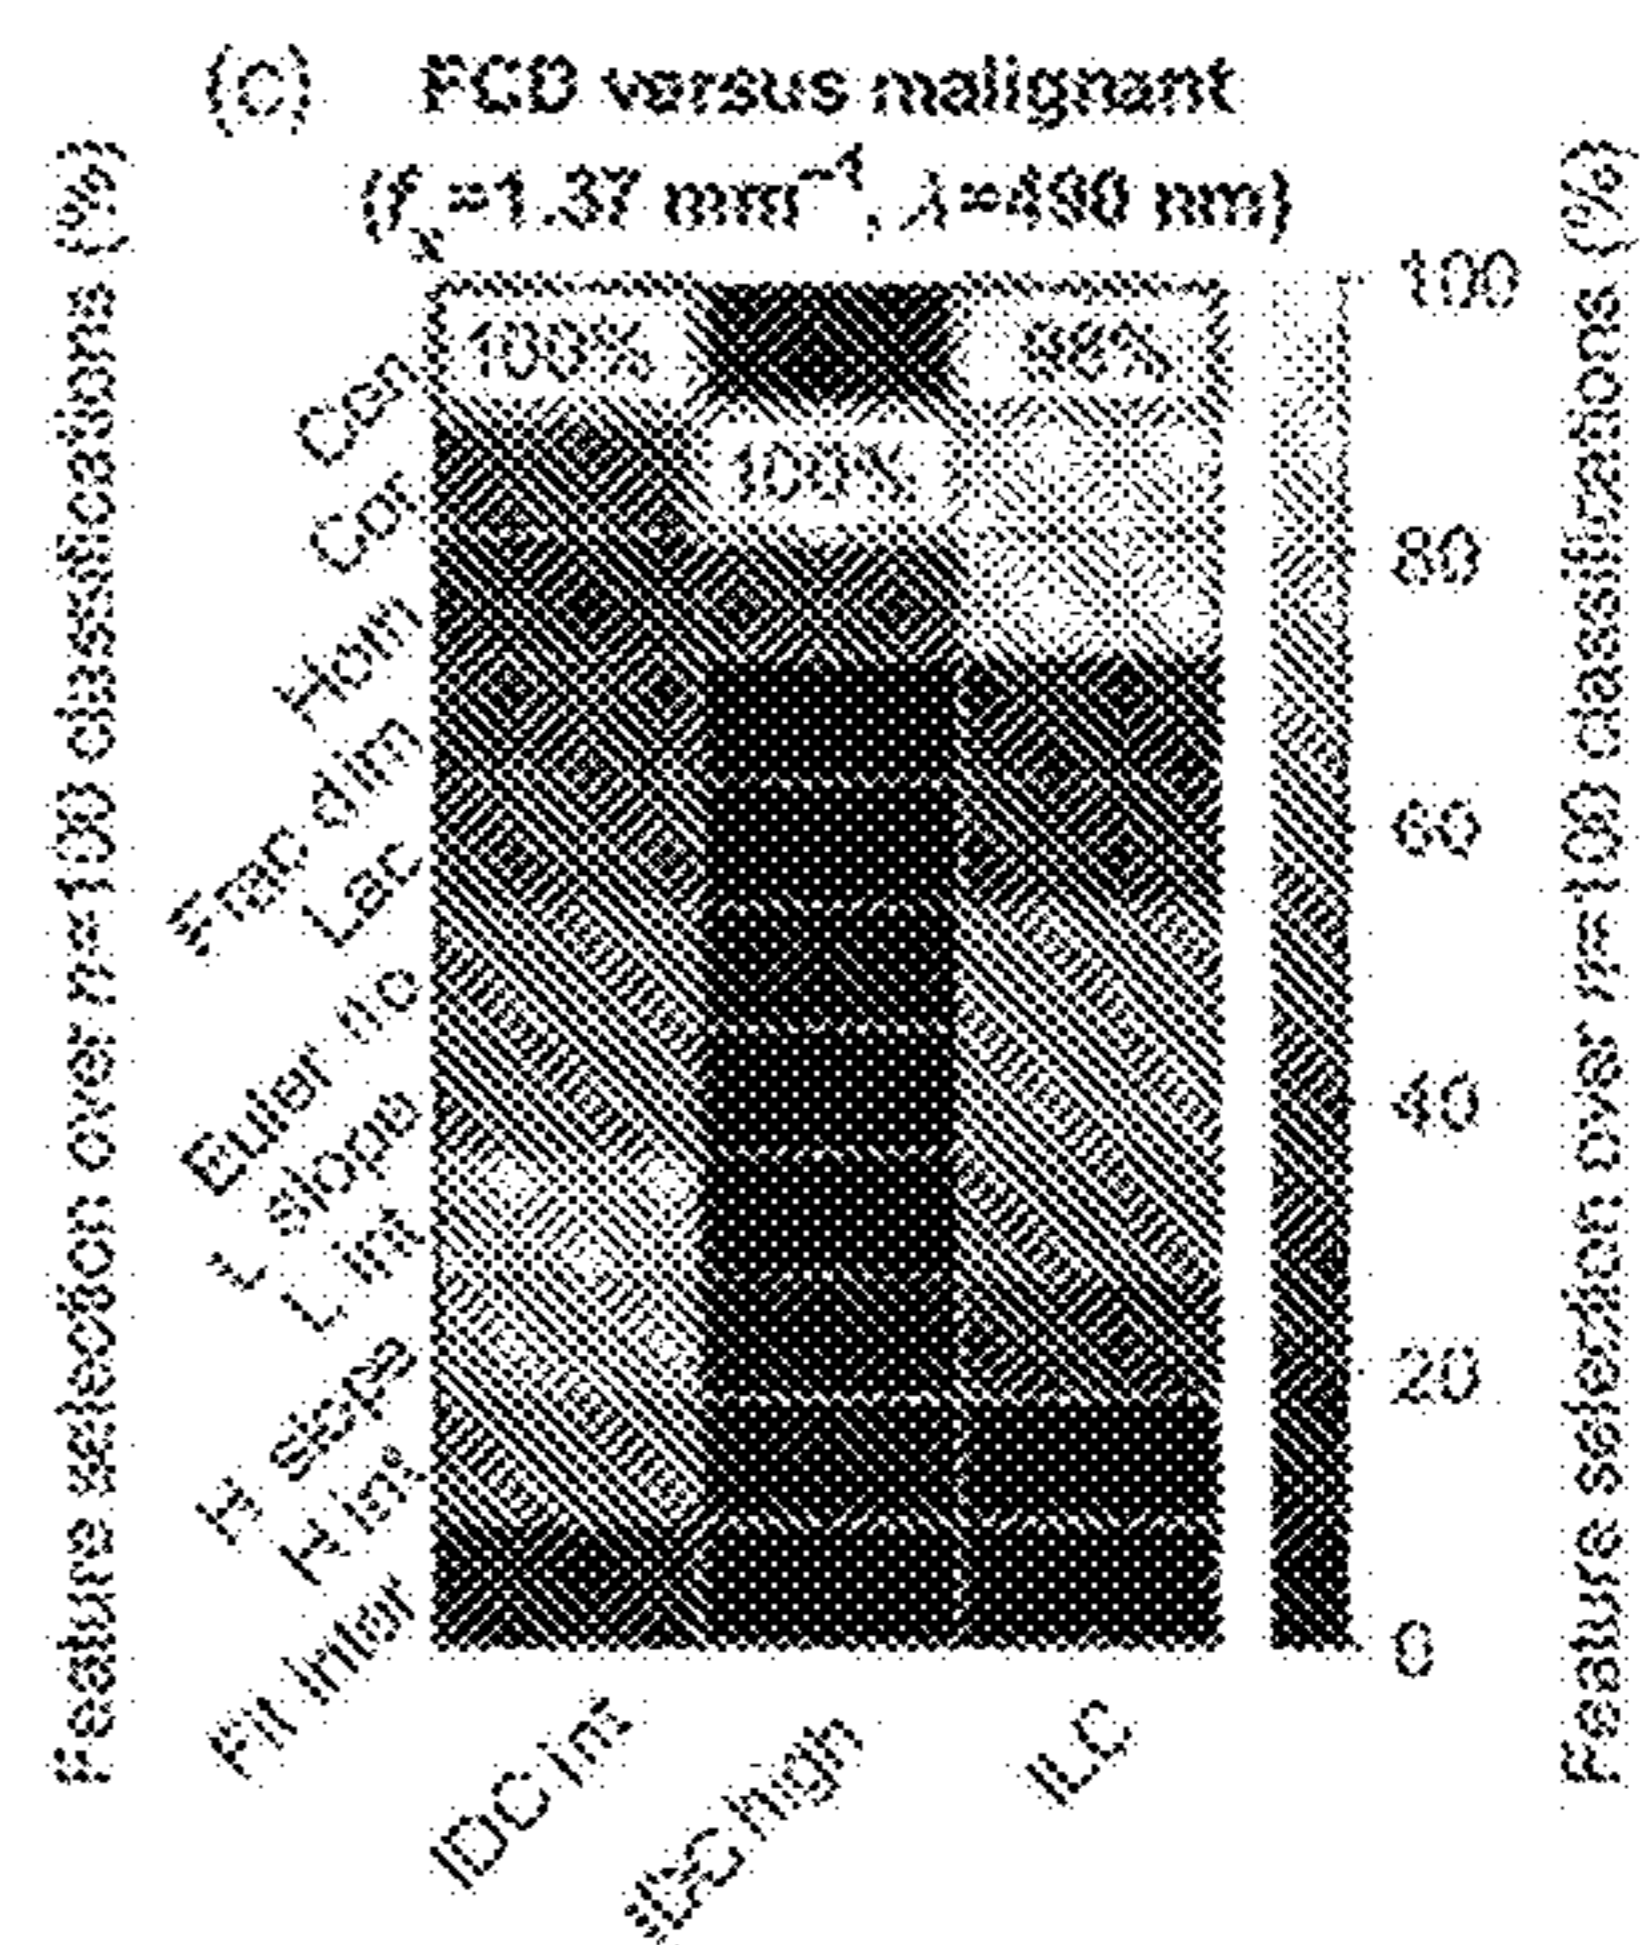 (c) FCD versus malignant
(fx=1.37 mm−1, λ=490 nm)
Feature selection over n=100 classifications (%)
Con
Cor
Hom
Frac dim
Lac
Euler no
L slope
L int
H slope
H int
Fit Inter
100%
98%
100%
IDC int
IDC high
ILC
100
80
60
40
20
0
Feature selection over n=100 classifications (%)